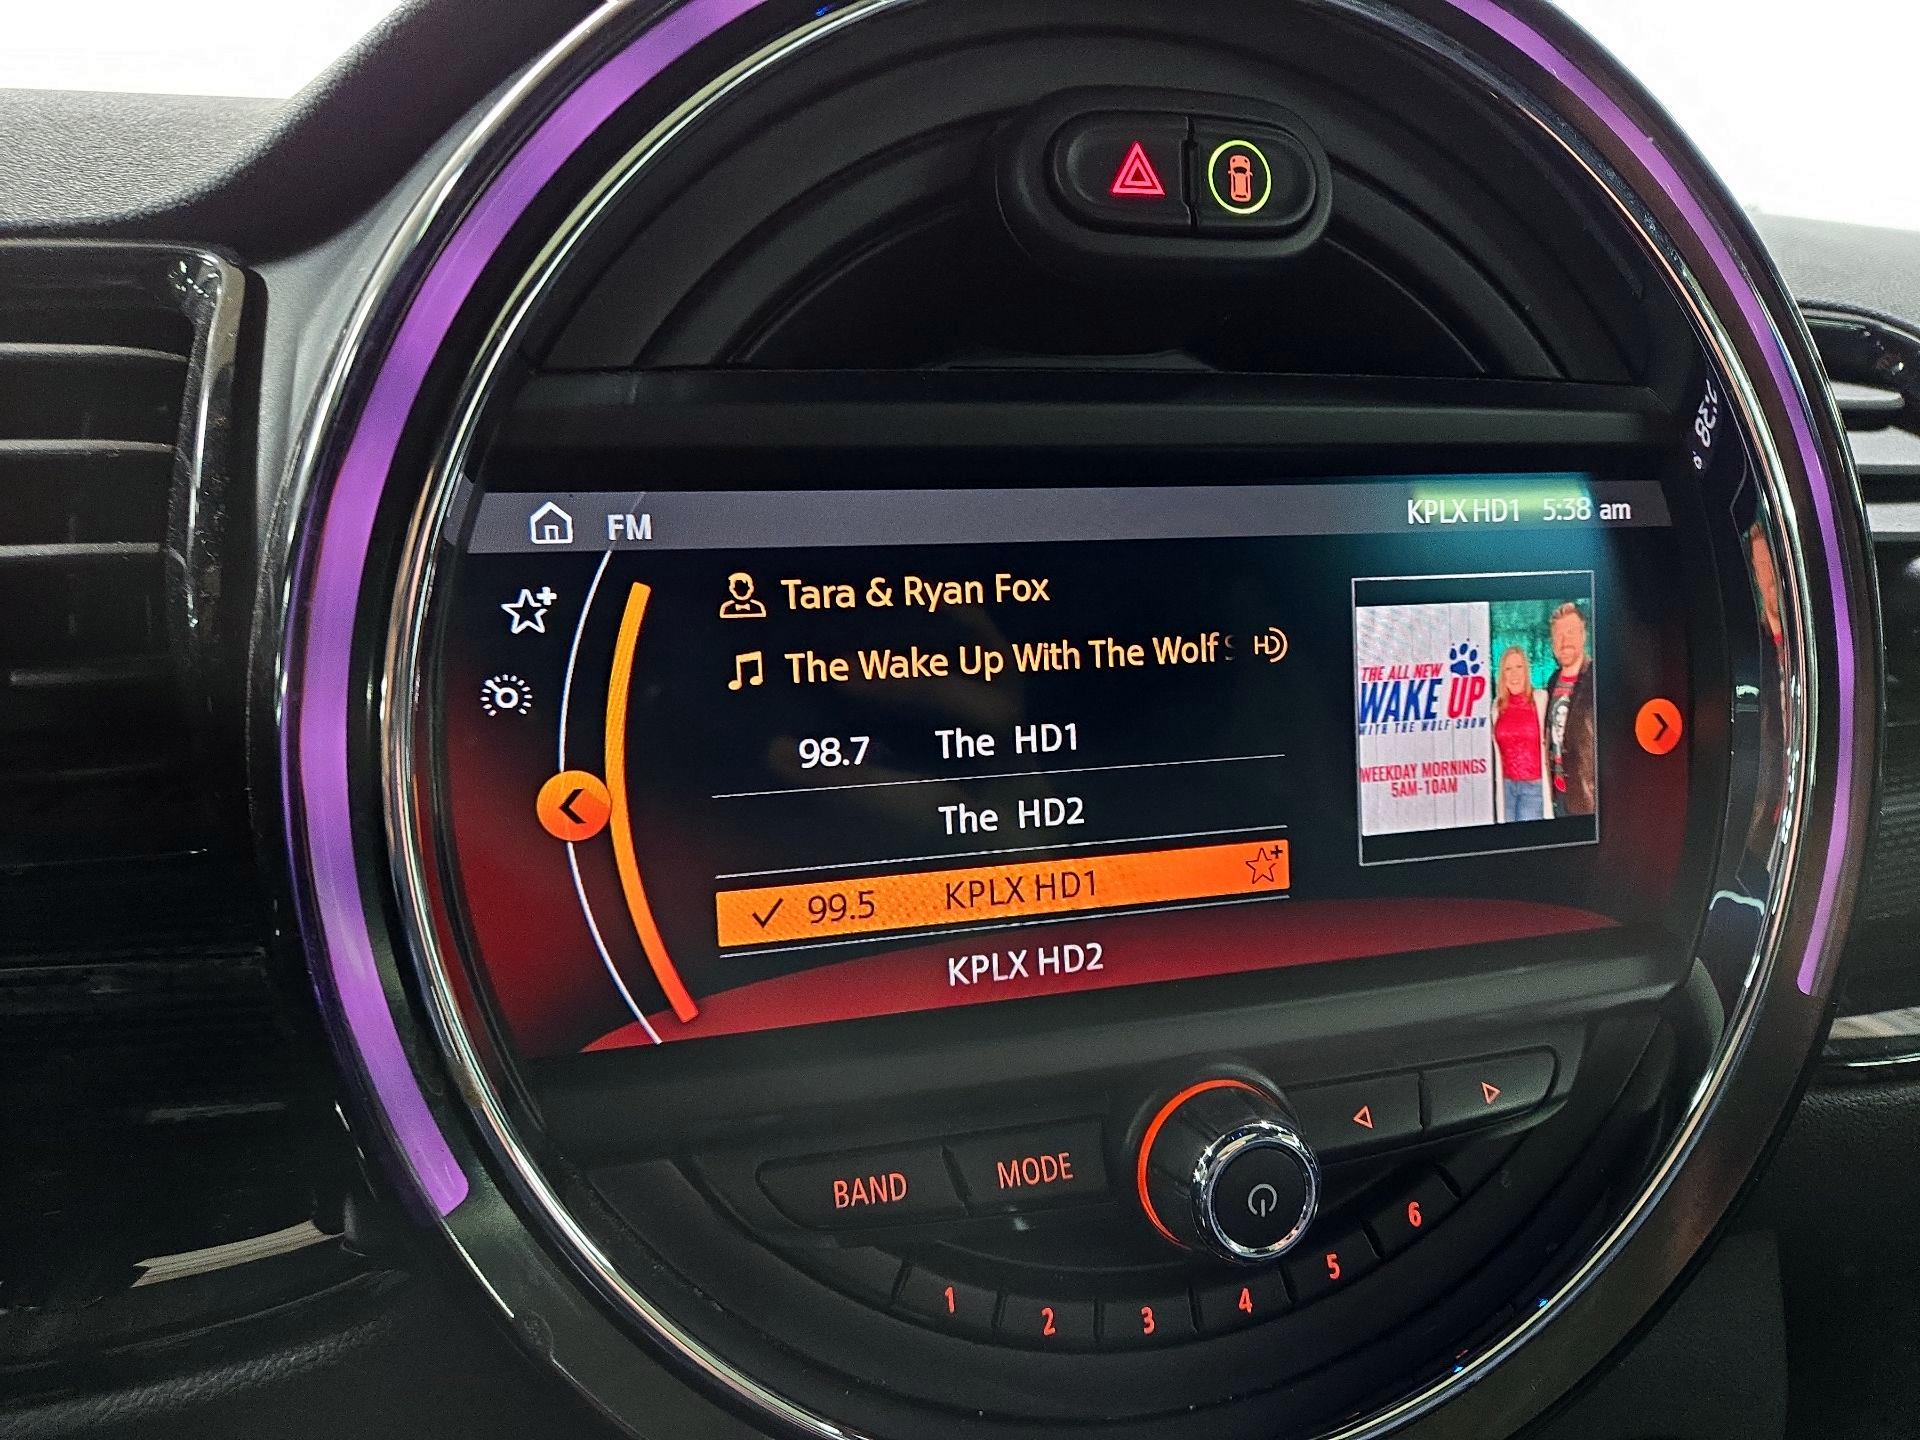 FM
KPLX HD1 5:38 am
Tara & Ryan Fox
The Wake Up With The Wolf S
HD
98.7 The HD1
The HD2
99.5 KPLX HD1
KPLX HD2
THE ALL NEW
WAKE UP
WITH THE WOLF SHOW
WEEKDAY MORNINGS
5AM-10AM
BAND
MODE
1
2
3
4
5
6